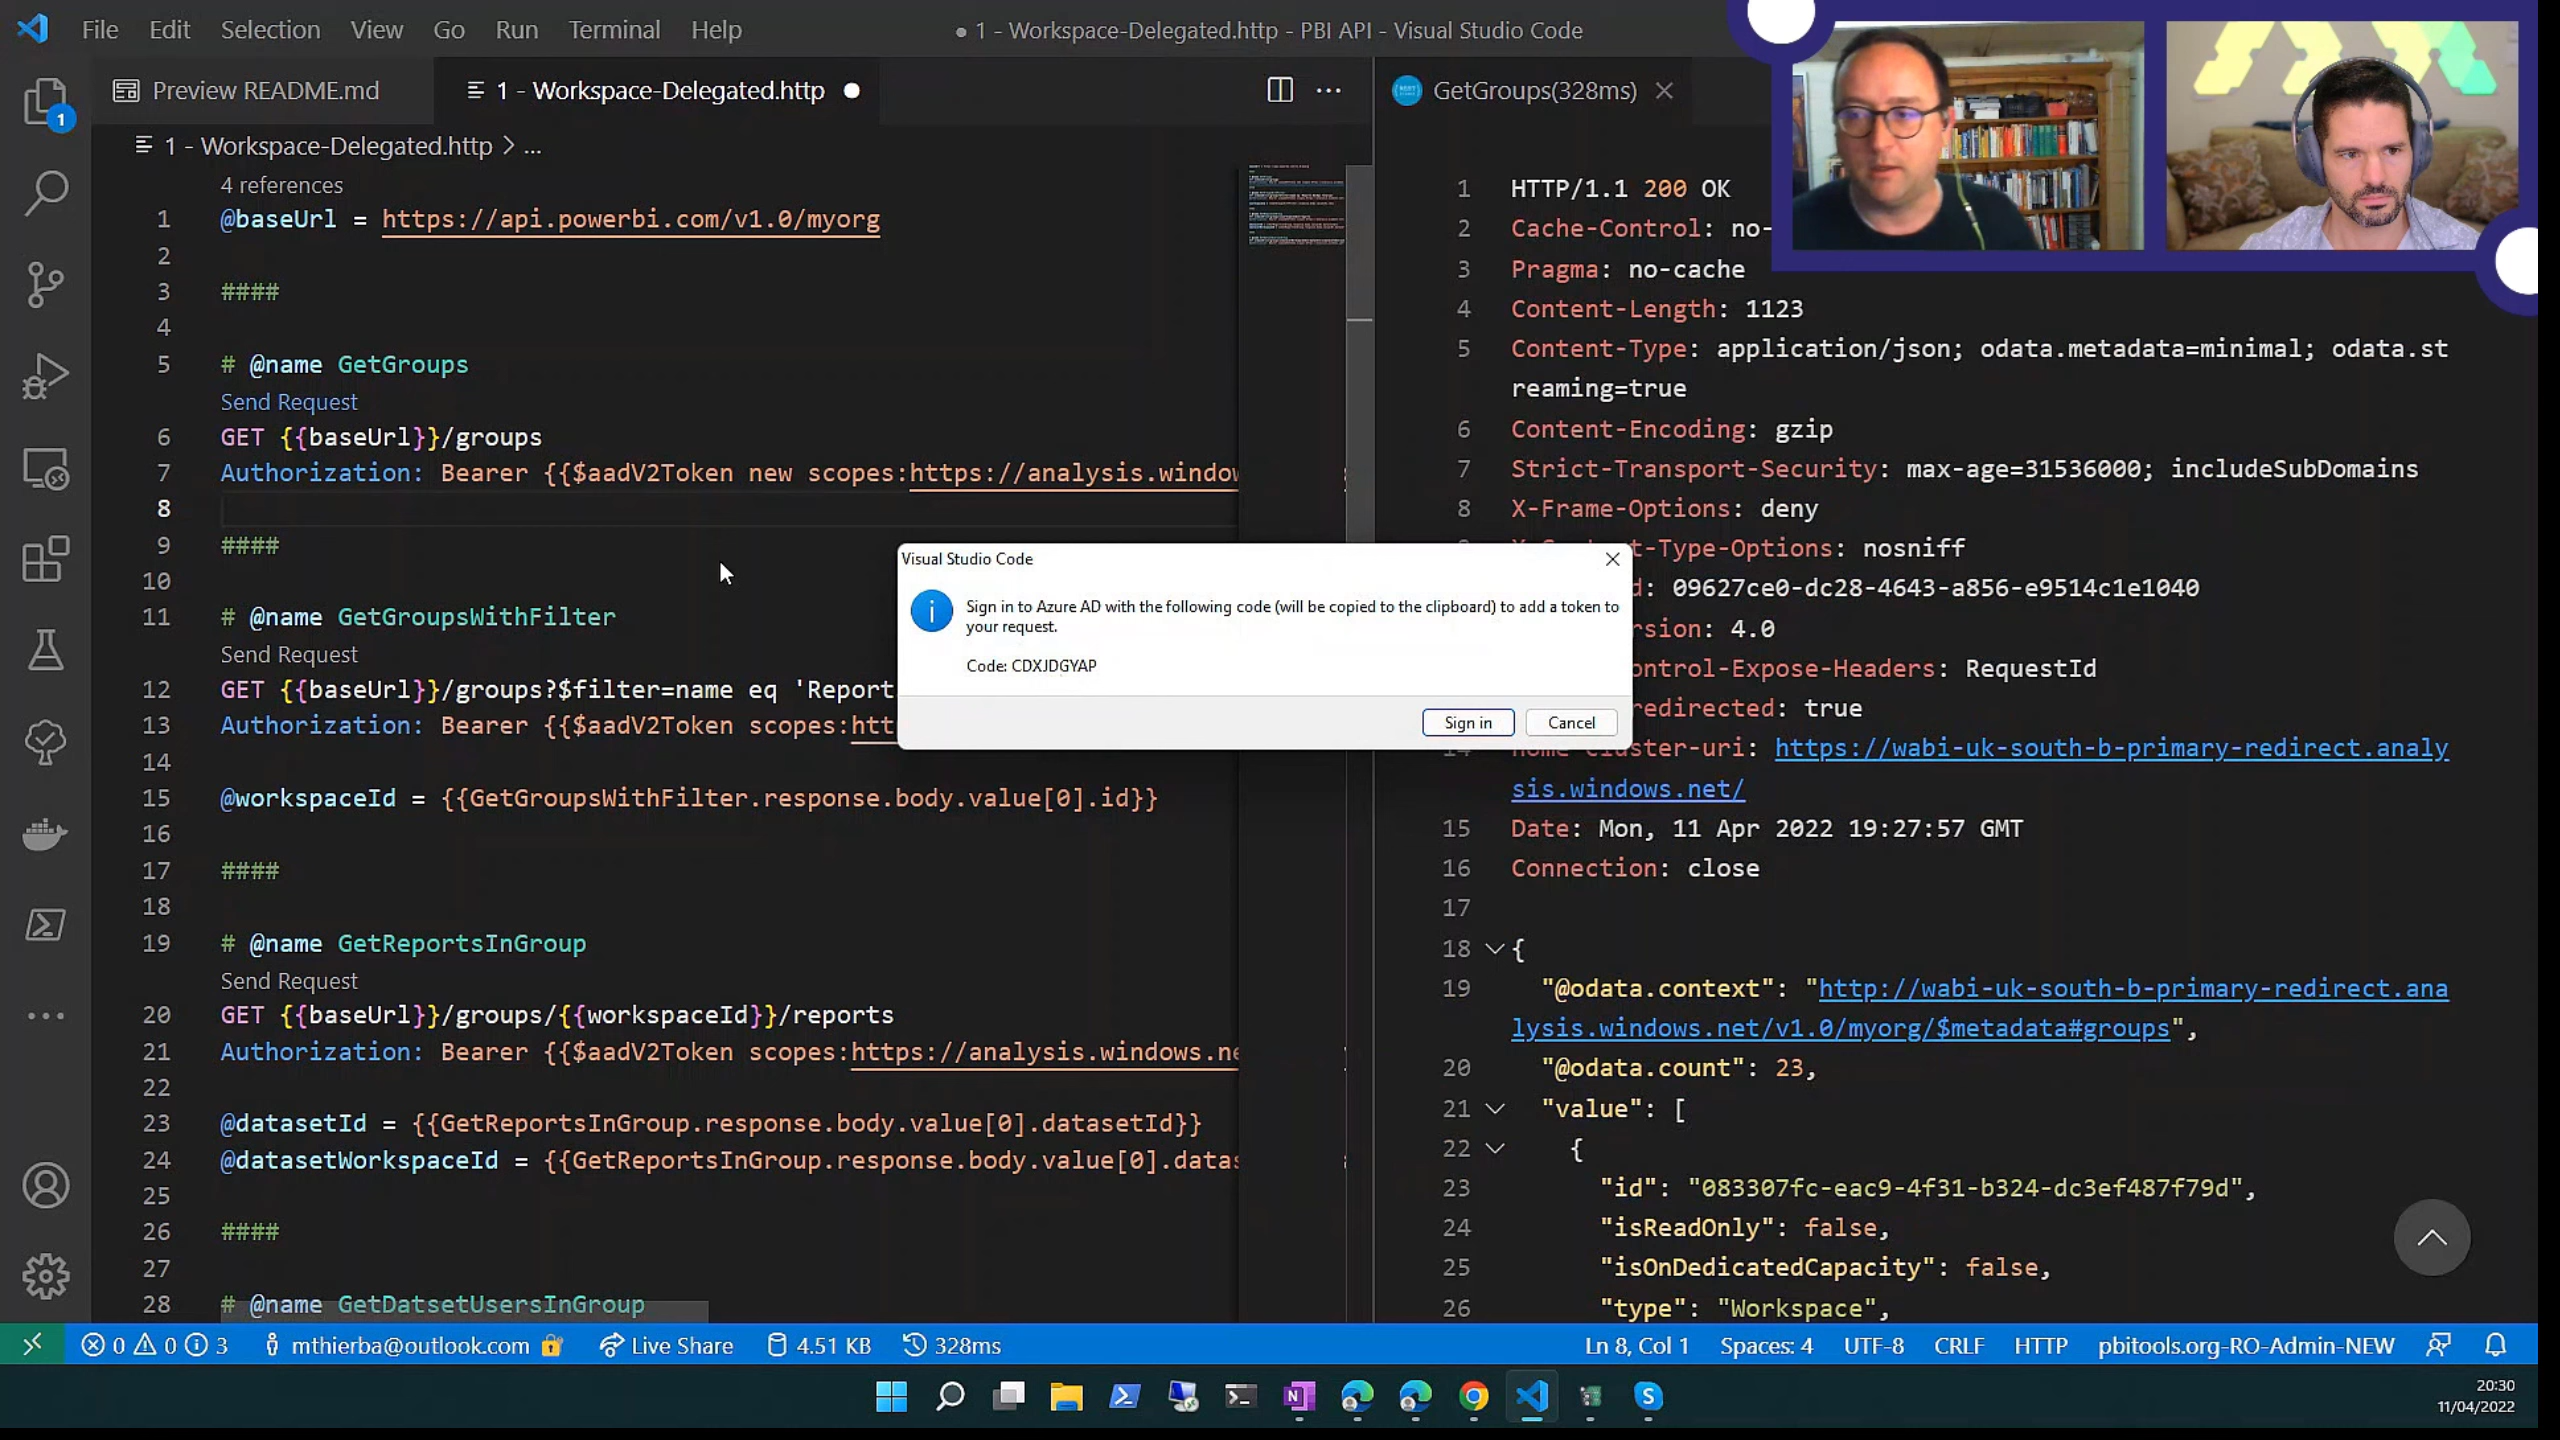 File Edit Selection View Go Run Terminal Help
● 1 - Workspace-Delegated.http - PBI API - Visual Studio Code
Preview README.md
1 - Workspace-Delegated.http
1 - Workspace-Delegated.http > ...
4 references
1 @baseUrl = https://api.powerbi.com/v1.0/myorg
2
3 ####
4
5 # @name GetGroups
Send Request
6 GET {{baseUrl}}/groups
7 Authorization: Bearer {{$aadV2Token new scopes:https://analysis.window
8
9 ####
10
11 # @name GetGroupsWithFilter
Send Request
12 GET {{baseUrl}}/groups?$filter=name eq 'Report
13 Authorization: Bearer {{$aadV2Token scopes:htt
14
15 @workspaceId = {{GetGroupsWithFilter.response.body.value[0].id}}
16
17 ####
18
19 # @name GetReportsInGroup
Send Request
20 GET {{baseUrl}}/groups/{{workspaceId}}/reports
21 Authorization: Bearer {{$aadV2Token scopes:https://analysis.windows.ne
22
23 @datasetId = {{GetReportsInGroup.response.body.value[0].datasetId}}
24 @datasetWorkspaceId = {{GetReportsInGroup.response.body.value[0].datas
25
26 ####
27
28 # @name GetDatsetUsersInGroup
Visual Studio Code
Sign in to Azure AD with the following code (will be copied to the clipboard) to add a token to
your request.
Code: CDXJDGYAP
Sign in Cancel
GetGroups(328ms)
1 HTTP/1.1 200 OK
2 Cache-Control: no-
3 Pragma: no-cache
4 Content-Length: 1123
5 Content-Type: application/json; odata.metadata=minimal; odata.st
reaming=true
6 Content-Encoding: gzip
7 Strict-Transport-Security: max-age=31536000; includeSubDomains
8 X-Frame-Options: deny
t-Type-Options: nosniff
d: 09627ce0-dc28-4643-a856-e9514c1e1040
rsion: 4.0
ontrol-Expose-Headers: RequestId
redirected: true
14 home-cluster-uri: https://wabi-uk-south-b-primary-redirect.analy
sis.windows.net/
15 Date: Mon, 11 Apr 2022 19:27:57 GMT
16 Connection: close
17
18 {
19 "@odata.context": "http://wabi-uk-south-b-primary-redirect.ana
lysis.windows.net/v1.0/myorg/$metadata#groups",
20 "@odata.count": 23,
21 "value": [
22 {
23 "id": "083307fc-eac9-4f31-b324-dc3ef487f79d",
24 "isReadOnly": false,
25 "isOnDedicatedCapacity": false,
26 "type": "Workspace",
0 0 3 mthierba@outlook.com Live Share 4.51 KB 328ms
Ln 8, Col 1 Spaces: 4 UTF-8 CRLF HTTP pbitools.org-RO-Admin-NEW
20:30
11/04/2022